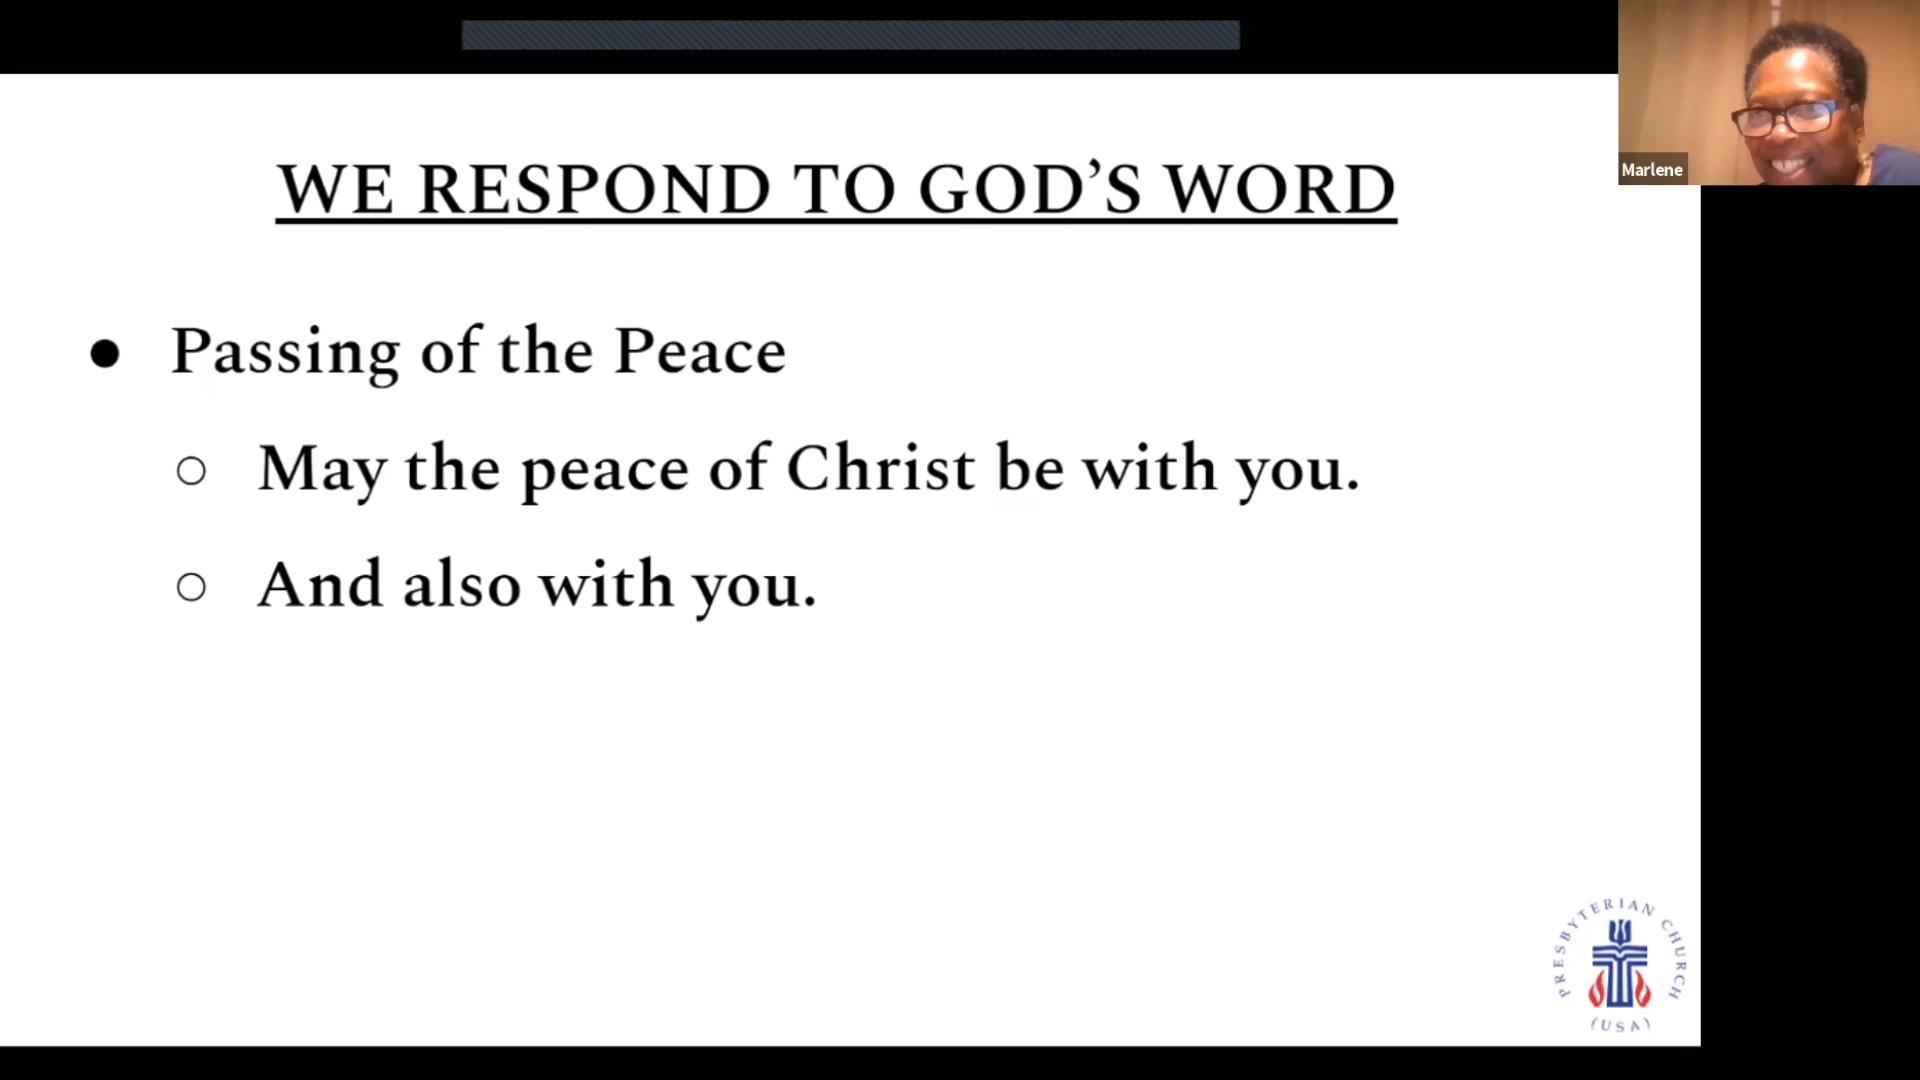 WE RESPOND TO GOD’S WORD
● Passing of the Peace
○ May the peace of Christ be with you.
○ And also with you.
Marlene
PRESBYTERIAN CHURCH
(USA)